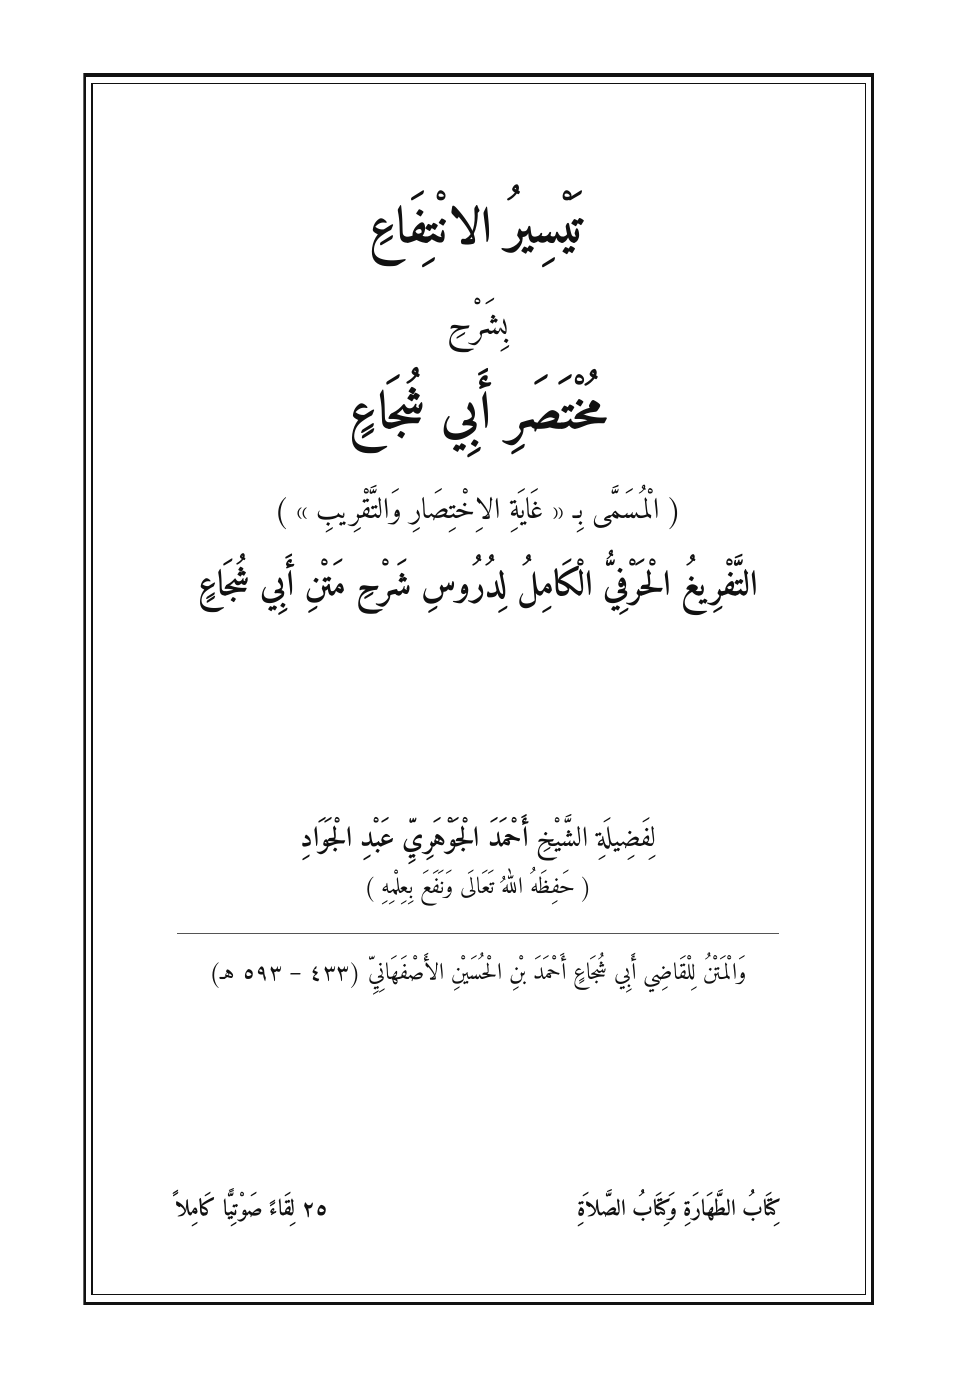 تَيْسِيرُ الانْتِفَاعِ
بِشَرْحِ
مُخْتَصَرِ أَبِي شُجَاعٍ
( الْمُسَمَّى بِـ « غَايَةِ الاِخْتِصَارِ وَالتَّقْرِيبِ » )
التَّفْرِيغُ الْحَرْفِيُّ الْكَامِلُ لِدُرُوسِ شَرْحِ مَتْنِ أَبِي شُجَاعٍ
لِفَضِيلَةِ الشَّيْخِ أَحْمَدَ الْجَوْهَرِيِّ عَبْدِ الْجَوَادِ
( حَفِظَهُ اللهُ تَعَالَى وَنَفَعَ بِعِلْمِهِ )
وَالْمَتْنُ لِلْقَاضِي أَبِي شُجَاعٍ أَحْمَدَ بْنِ الْحُسَيْنِ الأَصْفَهَانِيِّ (٤٣٣ – ٥٩٣ هـ)
كِتَابُ الطَّهَارَةِ وَكِتَابُ الصَّلاَةِ
٢٥ لِقَاءً صَوْتِيًّا كَامِلاً